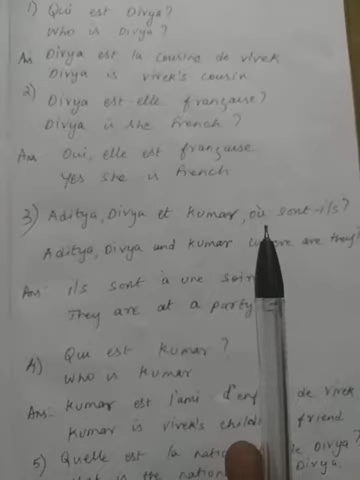 1) Qui est Divya?
Who is Divya?
Ans Divya est la cousine de vivek
Divya is vivek's cousin
2) Divya est elle française?
Divya is she French?
Ans Oui, elle est française
Yes she is French
3) Aditya, Divya et Kumar, où sont-ils?
Aditya, Divya and Kumar are they?
Ans: ils sont à une
They are at a party
4) Qui est Kumar?
Who is Kumar
Ans: Kumar est l'ami de vivek
Kumar is vivek's friend
5) Quelle est la Divya?
is the Divya